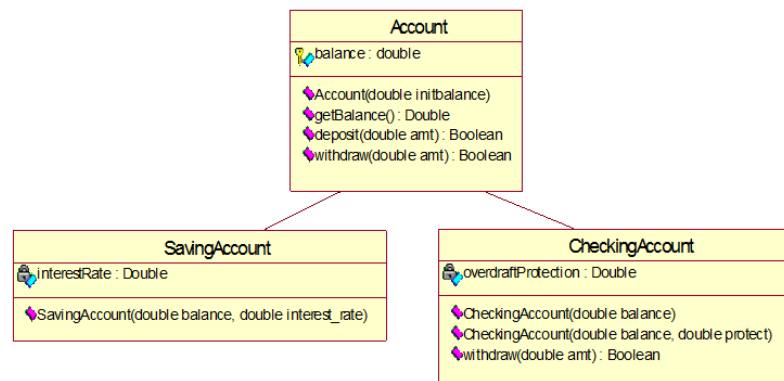 Account
balance : double
Account(double initbalance)
getBalance() : Double
deposit(double amt) : Boolean
withdraw(double amt) : Boolean
SavingAccount
interestRate : Double
SavingAccount(double balance, double interest_rate)
CheckingAccount
overdraftProtection : Double
CheckingAccount(double balance)
CheckingAccount(double balance, double protect)
withdraw(double amt) : Boolean